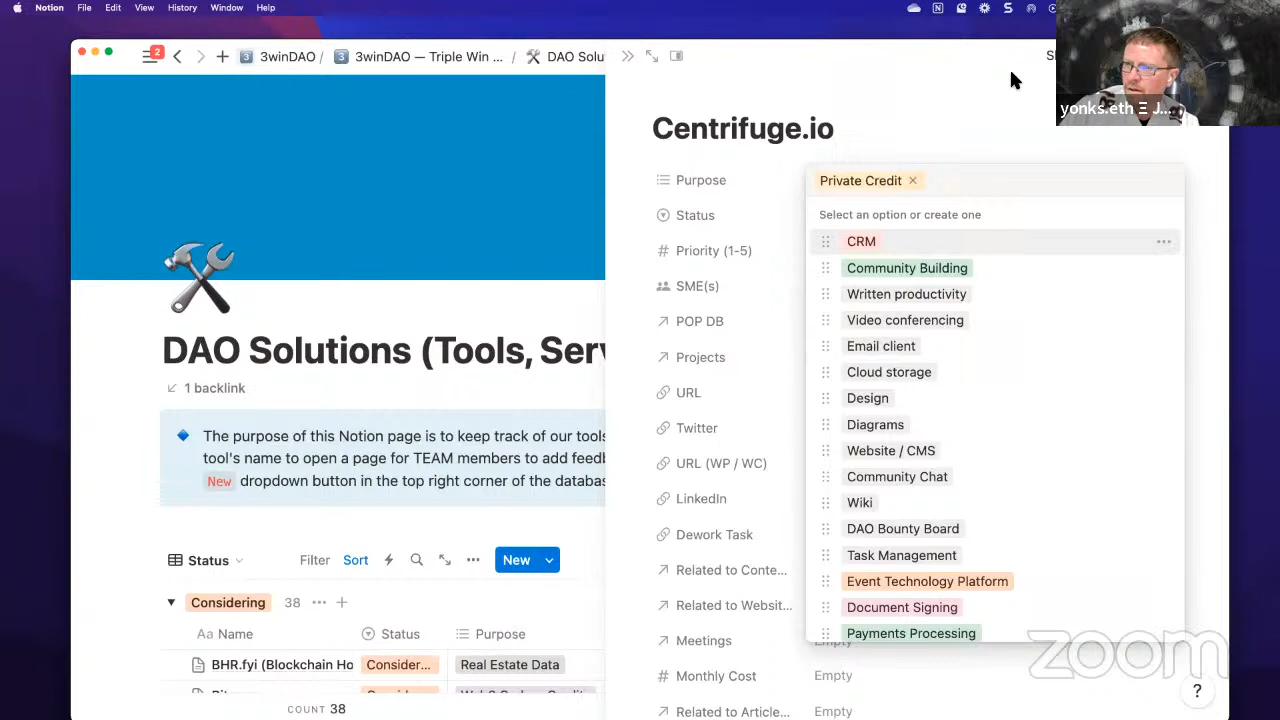 Notion File Edit View History Window Help
2
3winDAO / 3winDAO — Triple Win ... / DAO Solu
yonks.eth Ξ J...
Centrifuge.io
Purpose
Private Credit
Select an option or create one
Status
CRM
Priority (1-5)
Community Building
SME(s)
Written productivity
POP DB
Video conferencing
Projects
Email client
URL
Cloud storage
Twitter
Design
URL (WP / WC)
Diagrams
LinkedIn
Website / CMS
Dework Task
Community Chat
Related to Conte...
Wiki
Related to Websit...
DAO Bounty Board
Meetings
Task Management
Monthly Cost
Event Technology Platform
Related to Article...
Document Signing
Payments Processing
Empty
Empty
Empty
DAO Solutions (Tools, Serv
1 backlink
The purpose of this Notion page is to keep track of our tools
tool's name to open a page for TEAM members to add feedb
New dropdown button in the top right corner of the databas
Status Filter Sort New
Considering 38
Aa Name Status Purpose
BHR.fyi (Blockchain Ho Consider... Real Estate Data
COUNT 38
zoom
?